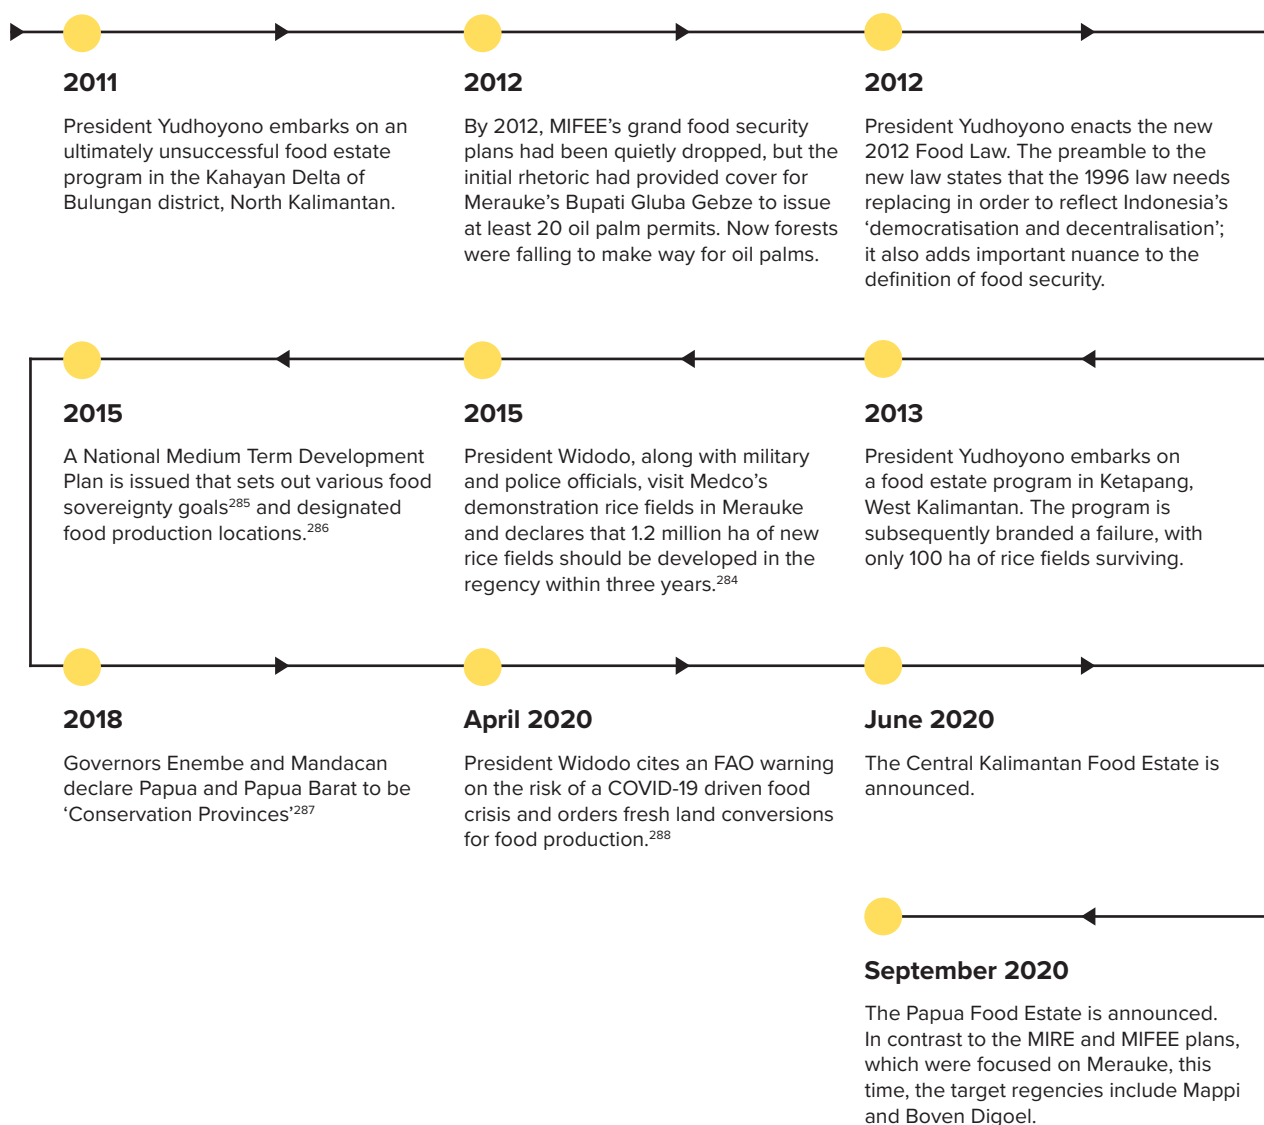 2011
President Yudhoyono embarks on an
ultimately unsuccessful food estate
program in the Kahayan Delta of
Bulungan district, North Kalimantan.
2012
By 2012, MIFEE's grand food security
plans had been quietly dropped, but the
initial rhetoric had provided cover for
Merauke's Bupati Gluba Gebze to issue
at least 20 oil palm permits. Now forests
were falling to make way for oil palms.
2012
President Yudhoyono enacts the new
2012 Food Law. The preamble to the
new law states that the 1996 law needs
replacing in order to reflect Indonesia's
‘democratisation and decentralisation’;
it also adds important nuance to the
definition of food security.
2013
President Yudhoyono embarks on
a food estate program in Ketapang,
West Kalimantan. The program is
subsequently branded a failure, with
only 100 ha of rice fields surviving.
2015
President Widodo, along with military
and police officials, visit Medco's
demonstration rice fields in Merauke
and declares that 1.2 million ha of new
rice fields should be developed in the
regency within three years.²⁸⁴
2015
A National Medium Term Development
Plan is issued that sets out various food
sovereignty goals²⁸⁵ and designated
food production locations.²⁸⁶
2018
Governors Enembe and Mandacan
declare Papua and Papua Barat to be
‘Conservation Provinces’²⁸⁷
April 2020
President Widodo cites an FAO warning
on the risk of a COVID-19 driven food
crisis and orders fresh land conversions
for food production.²⁸⁸
June 2020
The Central Kalimantan Food Estate is
announced.
September 2020
The Papua Food Estate is announced.
In contrast to the MIRE and MIFEE plans,
which were focused on Merauke, this
time, the target regencies include Mappi
and Boven Digoel.